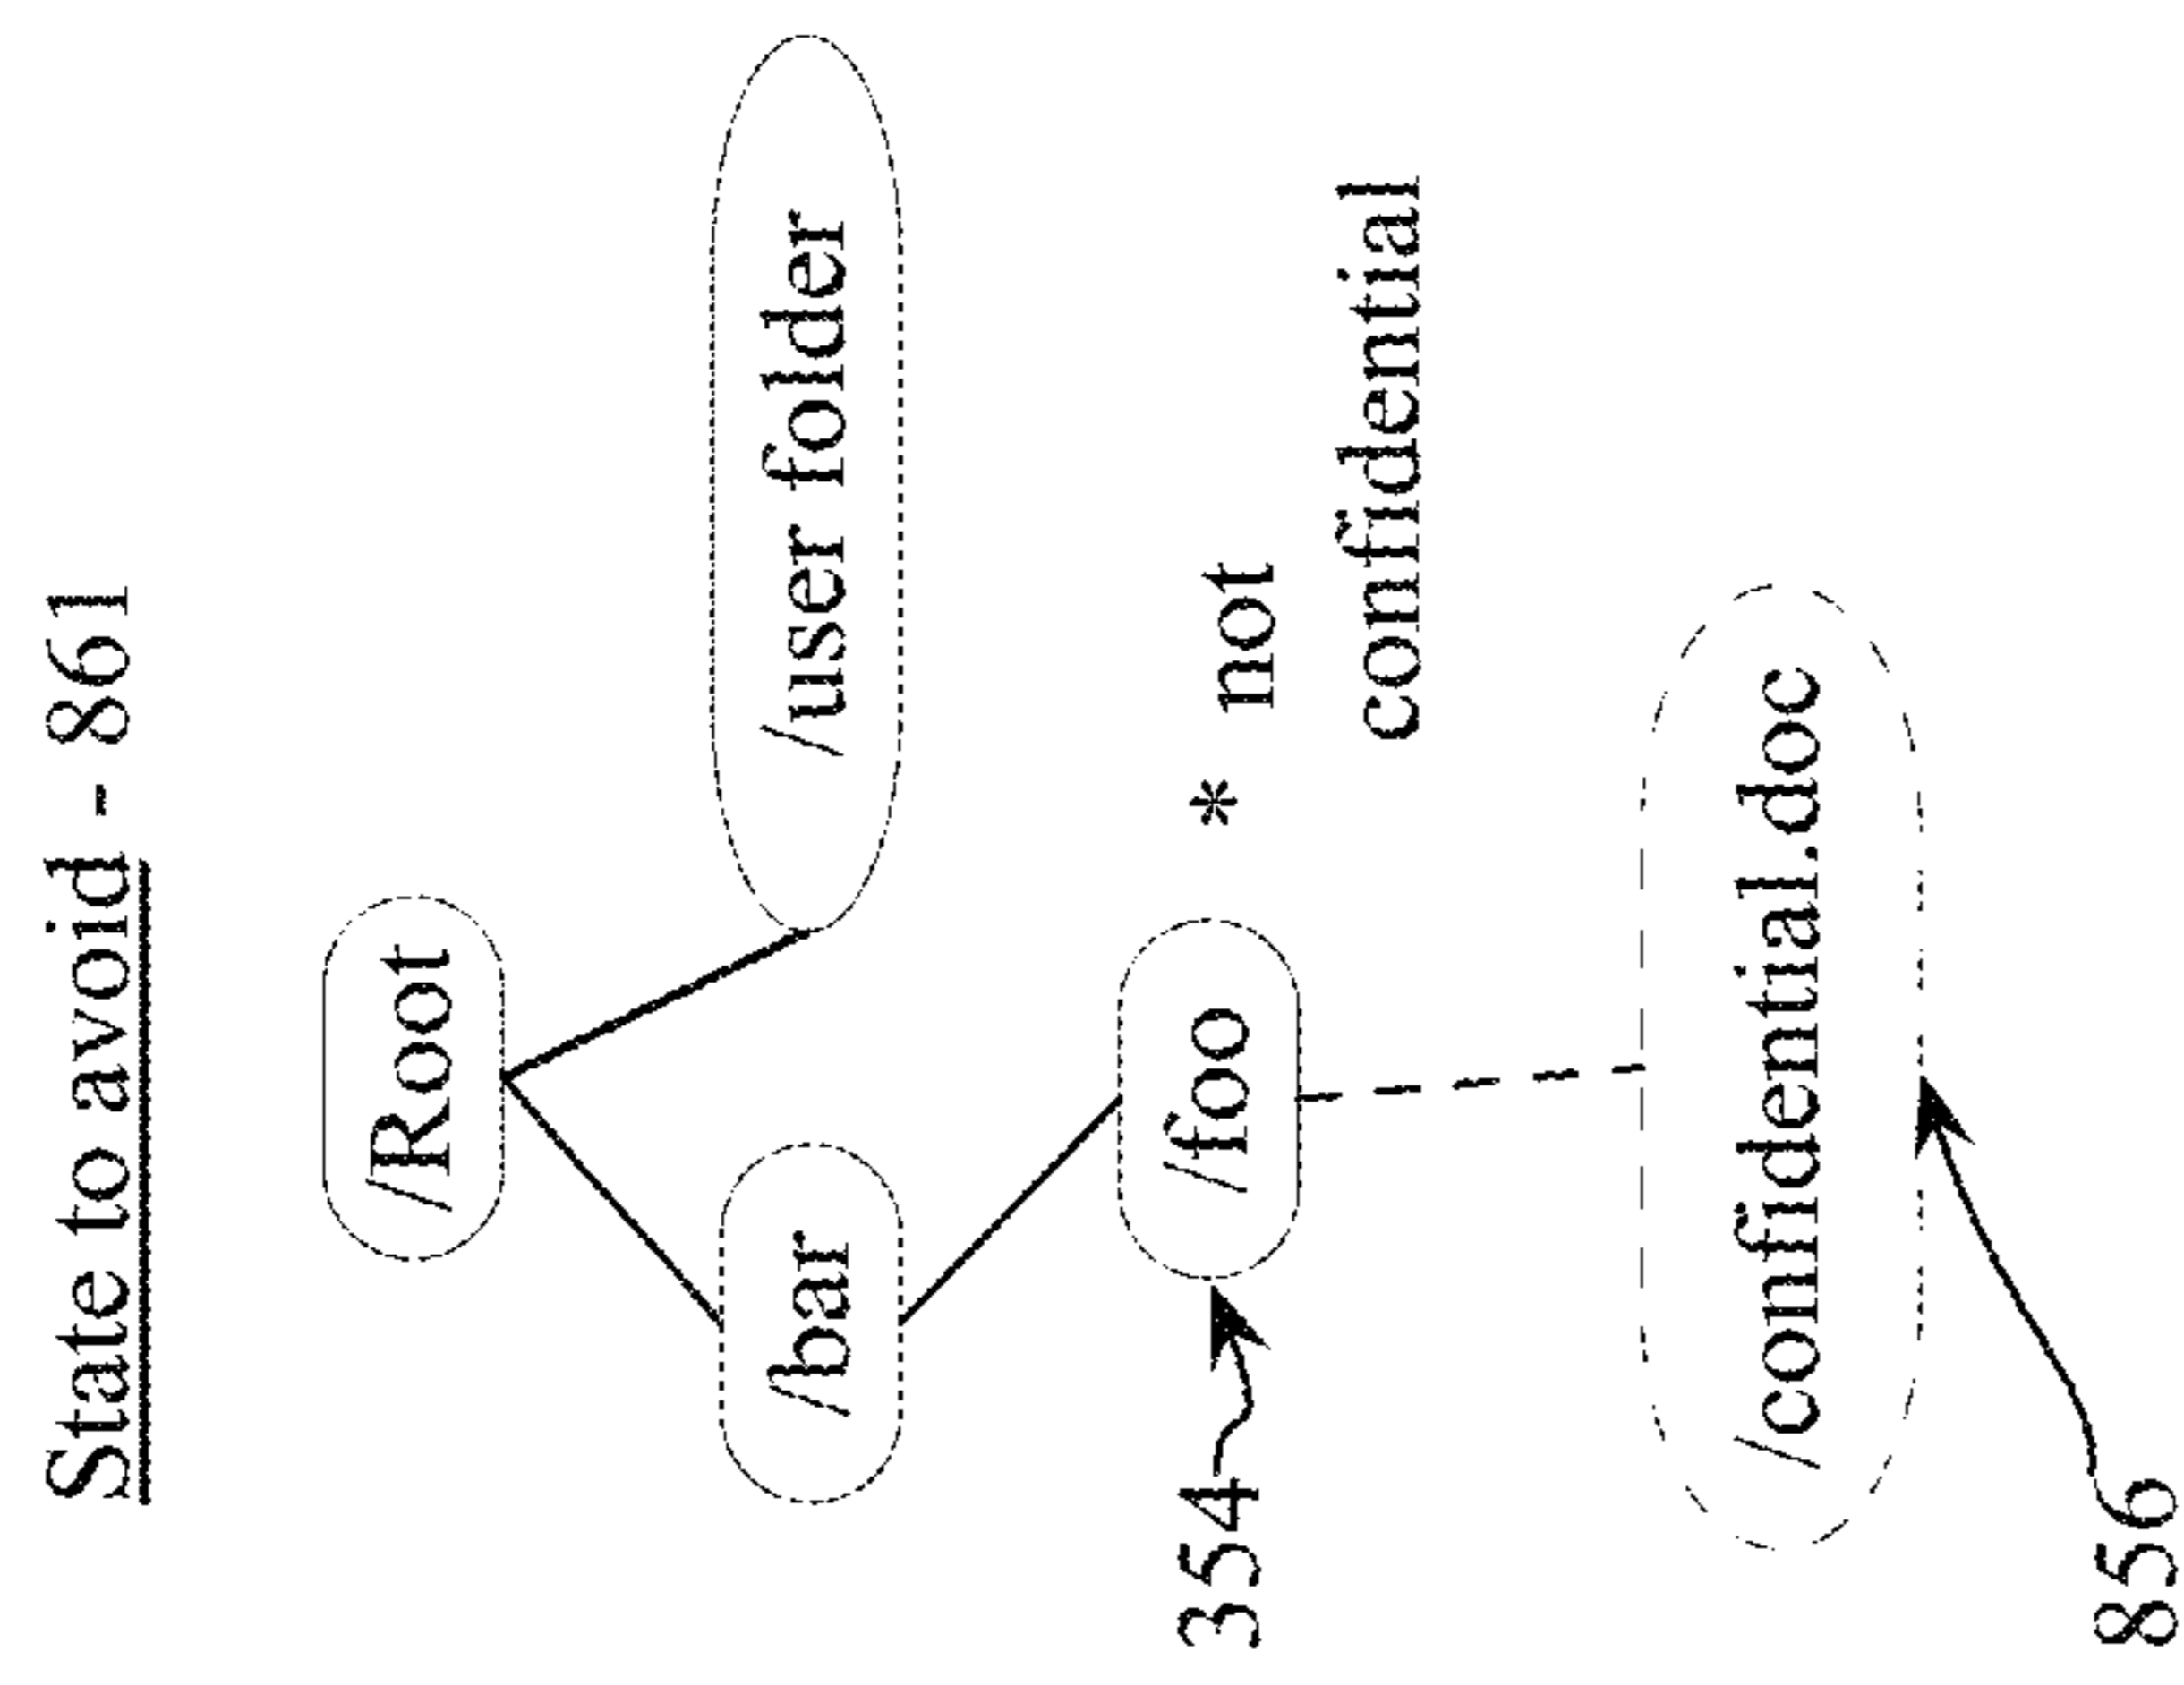 State to avoid - 861
/Root
/bar
/user folder
354
/foo
* not
confidential
/confidential.doc
856